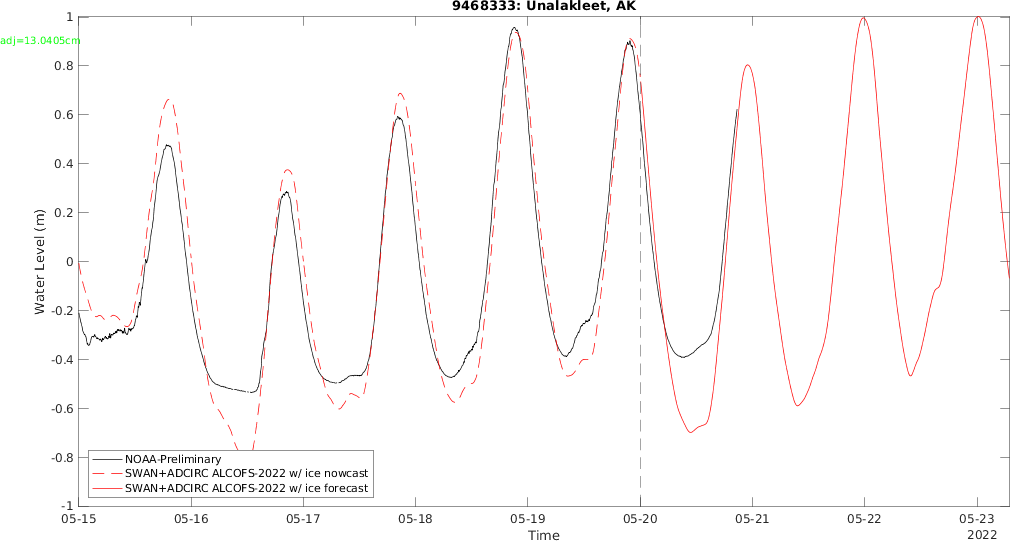 9468333: Unalakleet, AK
adj=13.0405cm
1
0.8
0.6
0.4
0.2
0
-0.2
-0.4
-0.6
-0.8
-1
Water Level (m)
NOAA-Preliminary
SWAN+ADCIRC ALCOFS-2022 w/ ice nowcast
SWAN+ADCIRC ALCOFS-2022 w/ ice forecast
05-15 05-16 05-17 05-18 05-19 05-20 05-21 05-22 05-23
Time 2022